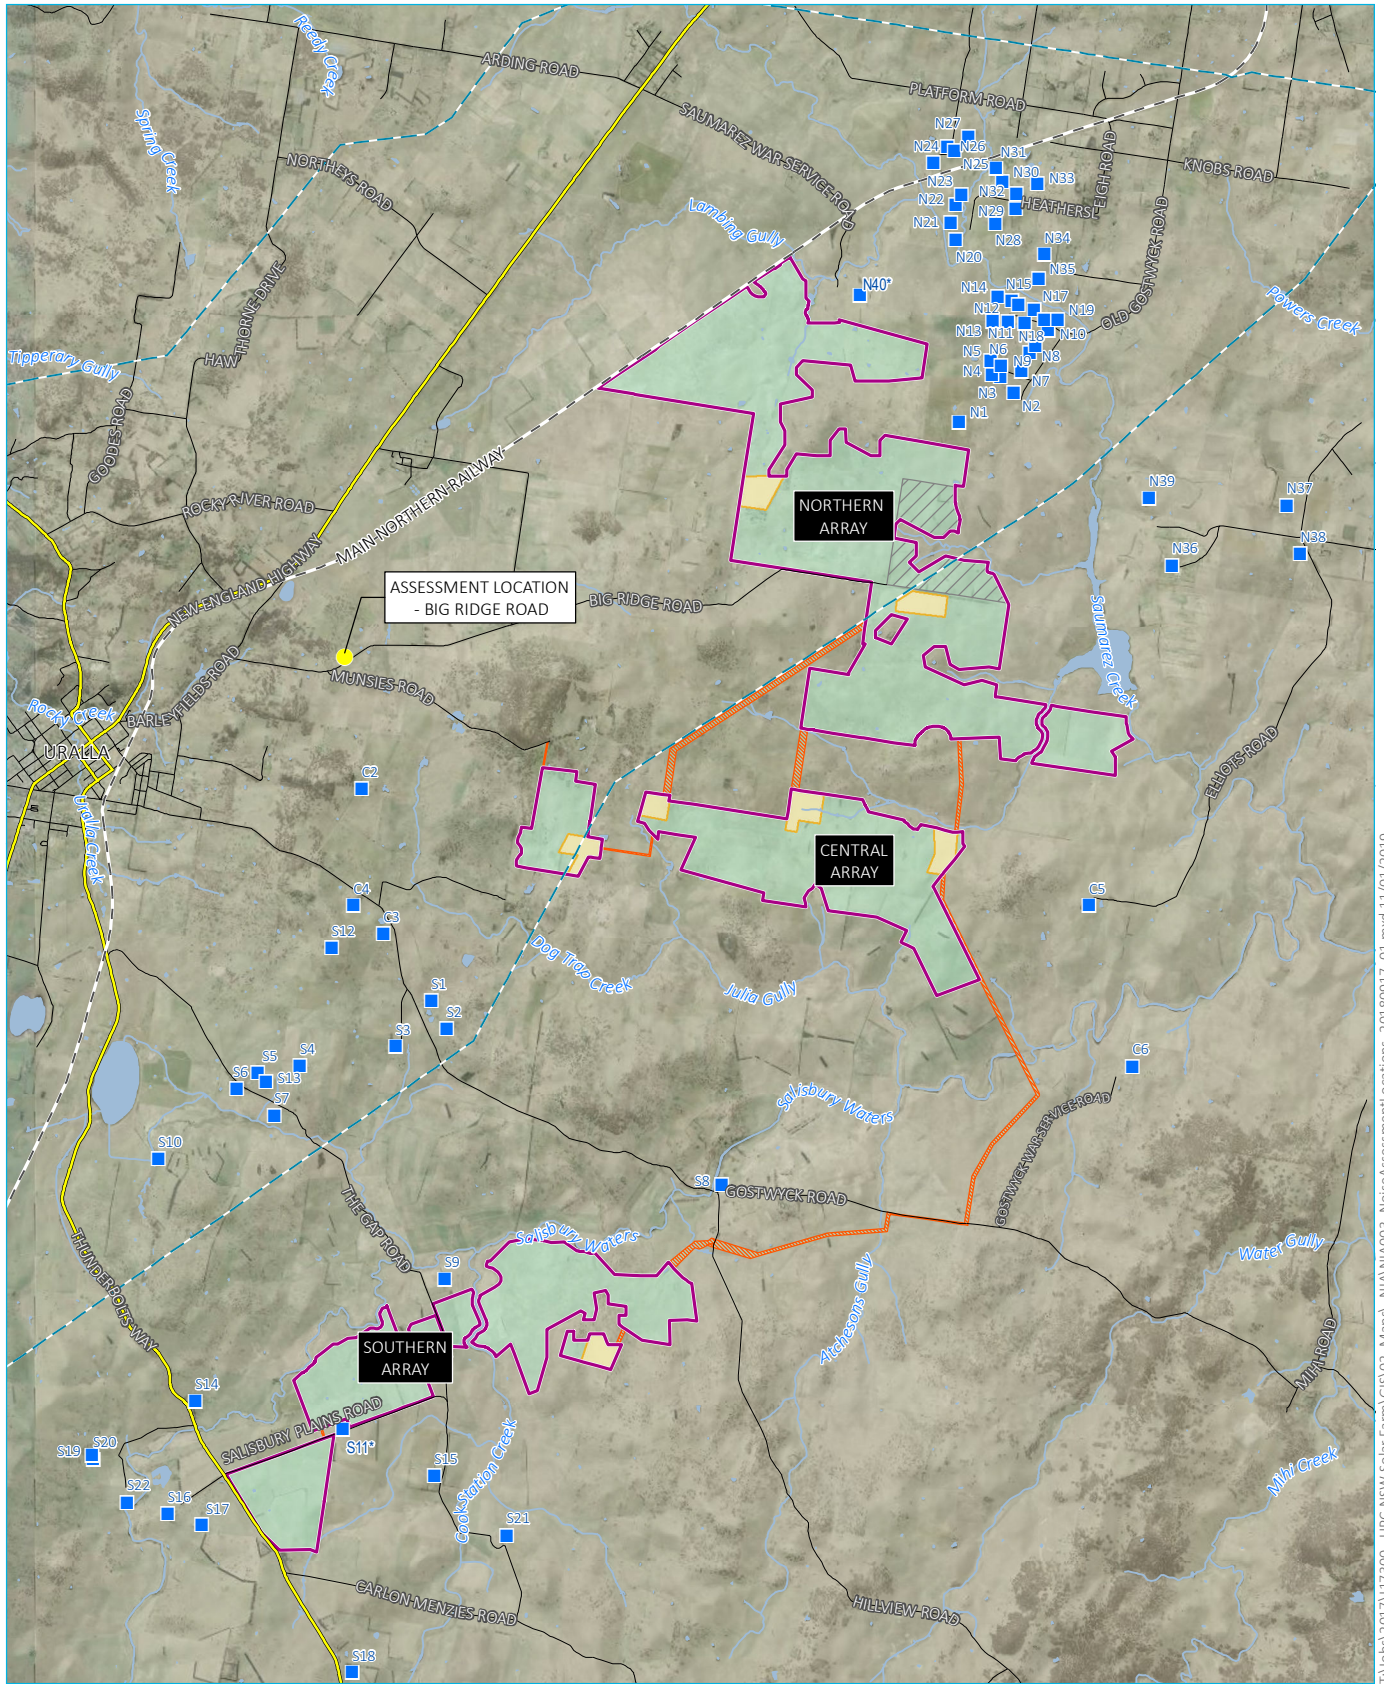 Reedy Creek
ARDING ROAD
Spring Creek
SAUMAREZ WAR SERVICE ROAD
PLATFORM ROAD
N27
N24
N26
N25
N31
N30
N33
N23
N32
N22
N21
N29
N28
N20
HEATHERSLEIGH ROAD
KNOBS ROAD
NORTHEYS ROAD
Lambing Gully
N34
N35
N40*
N14
N15
N17
N12
N19
N13
N11
N18
N10
N5
N6
N9
N8
N4
N3
N7
N2
N1
OLD GOSTWYCK ROAD
Powers Creek
HAWTHORNE DRIVE
Tipperary Gully
GOODES ROAD
ROCKY RIVER ROAD
MAIN NORTHERN RAILWAY
NEW ENGLAND HIGHWAY
NORTHERN
ARRAY
N39
N37
N38
N36
ASSESSMENT LOCATION
- BIG RIDGE ROAD
BIG RIDGE ROAD
Saumarez Creek
MUNSIES ROAD
BARLEYFIELDS ROAD
Rocky Creek
URALLA
Uralla Creek
C2
ELLIOTS ROAD
CENTRAL
ARRAY
C4
C3
C5
S12
Dog Trap Creek
Julia Gully
S1
S2
S3
S4
S5
S6
S13
S7
C6
Salisbury Waters
GOSTWYCK WAR SERVICE ROAD
S10
S8
GOSTWYCK ROAD
THE GAP ROAD
Salisbury Waters
Water Gully
THUNDERBOLTS WAY
S9
Atchesons Gully
SOUTHERN
ARRAY
MIHI ROAD
S14
SALISBURY PLAINS ROAD
S11*
S19
S20
S15
Cook Station Creek
Mihi Creek
S22
S16
S17
S21
CARLON MENZIES ROAD
HILLVIEW ROAD
S18